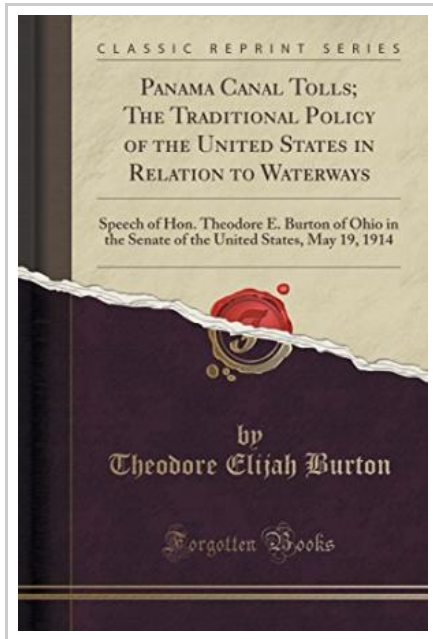 CLASSIC REPRINT SERIES
PANAMA CANAL TOLLS;
THE TRADITIONAL POLICY
OF THE UNITED STATES IN
RELATION TO WATERWAYS
Speech of Hon. Theodore E. Burton of Ohio in
the Senate of the United States, May 19, 1914
by
Theodore Elijah Burton
Forgotten Books